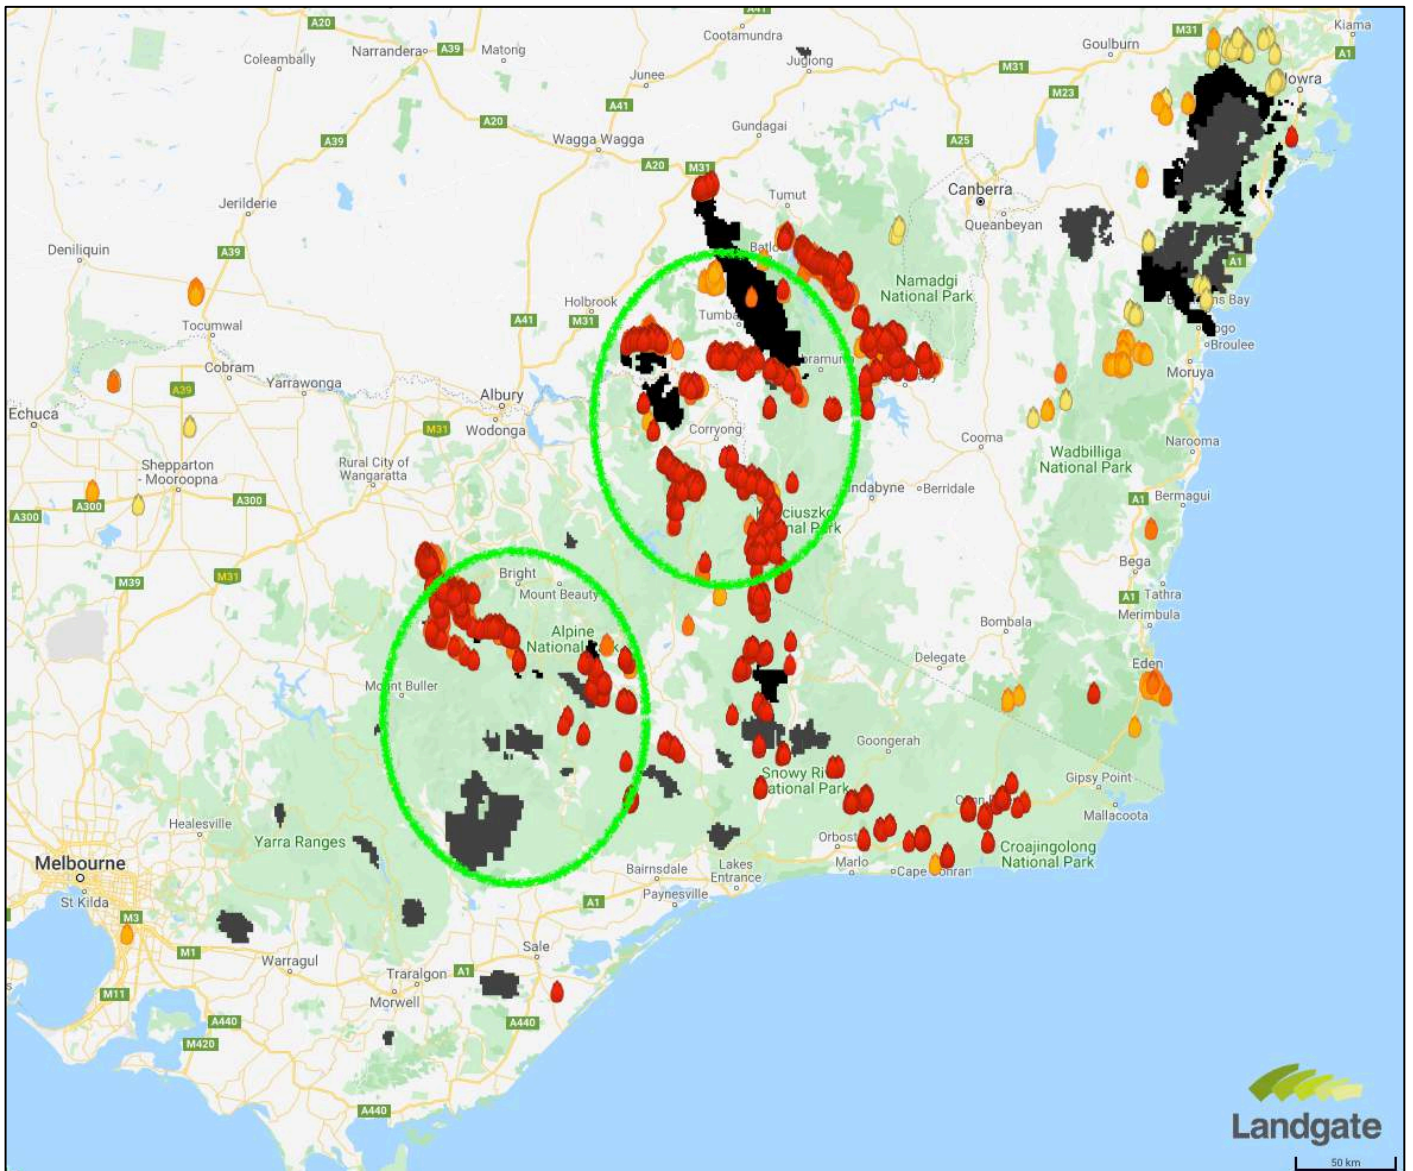 A20
A41
Kiama
Narrandera
A39
Matong
Cootamundra
M31
Goulburn
A1
Coleambally
Juglong
M31
Junee
M23
A41
A20
Gundagai
A39
Wagga Wagga
A25
A20
M31
Canberra
Tumut
Queanbeyan
Jerilderie
Deniliquin
A39
A1
Namadgi
National Park
Holbrook
A41
M31
Tocumwal
Broulee
Cobram
Moruya
A39
Yarrawonga
Albury
Echuca
M31
Wodonga
Corryong
Cooma
Narooma
Shepparton
- Mooroopna
Rural City of
Wangaratta
Wadbilliga
National Park
A300
A300
A300
Berridale
A1
Bermagui
M39
M31
Bright
Mount Beauty
Bega
A1
Tathra
Merimbula
Bombala
Alpine
Delegate
Eden
Mount Buller
Goongerah
Gipsy Point
Mallacoota
Healesville
Yarra Ranges
Orbost
Croajingolong
National Park
Melbourne
Bairnsdale
Lakes
Entrance
Marlo
St Kilda
A1
Paynesville
M3
M1
Warragul
Sale
Traralgon
A1
M11
Morwell
A440
A440
M420
A440
Landgate
50 km